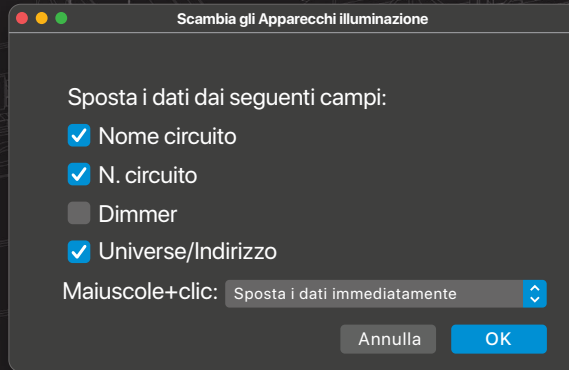 Scambia gli Apparecchi illuminazione
Sposta i dati dai seguenti campi:
Nome circuito
N. circuito
Dimmer
Universe/Indirizzo
Maiuscole+clic: Sposta i dati immediatamente
Annulla OK